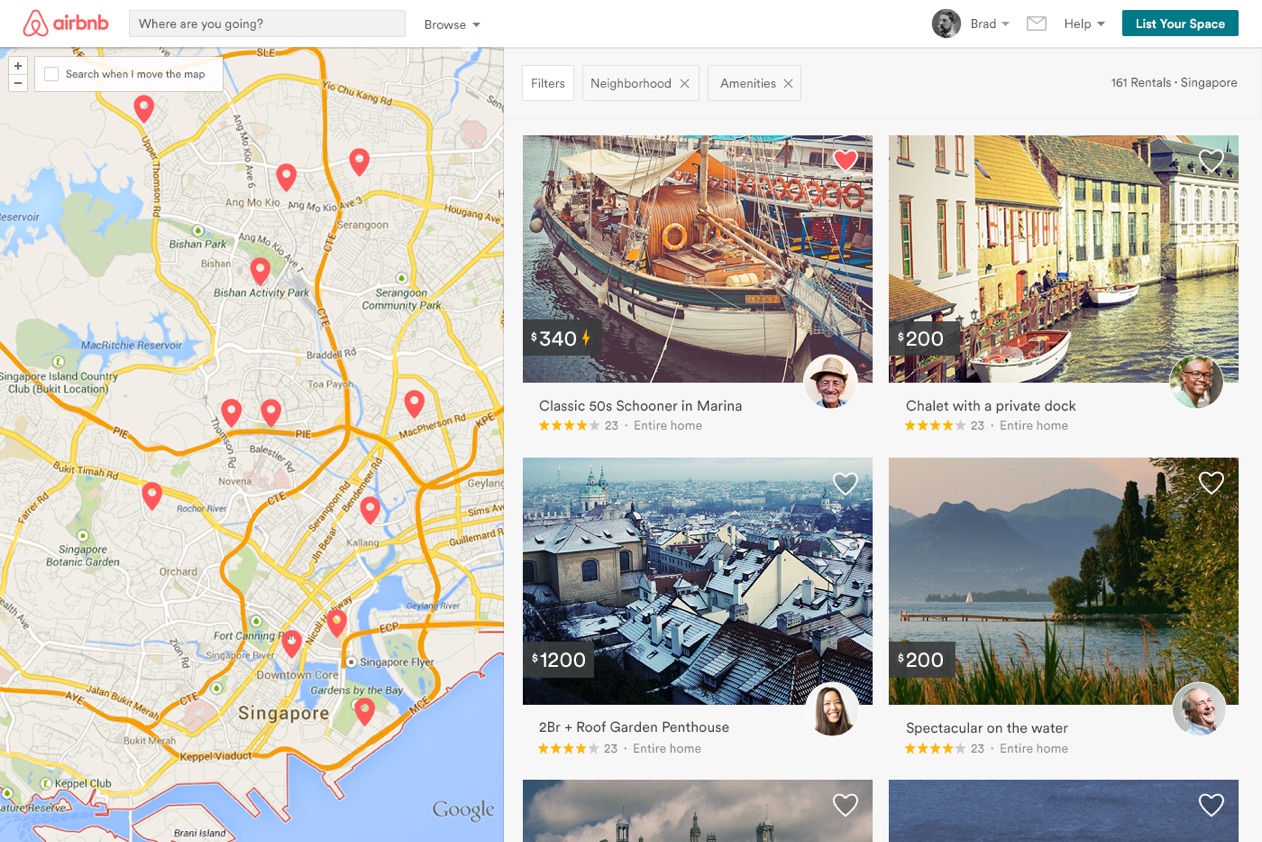 airbnb
Where are you going?
Browse
Brad
Help
List Your Space
+
−
Search when I move the map
SLE
Yio Chu Kang Rd
Upper Thomson Rd
Ang Mo Kio Ave 6
Ang Mo Kio
Ang Mo Kio Ave 3
Hougang Ave
Reservoir
Serangoon
CTE
Bishan Park
Ang Mo Kio Ave 1
Bishan
Bishan Activity Park
Serangoon
Community Park
CTE
MacRitchie Reservoir
Braddell Rd
Singapore Island Country
Club (Bukit Location)
Toa Payoh
Thomson Rd
PIE
PIE
MacPherson Rd
KPE
Balestier Rd
Bukit Timah Rd
Novena
Geylang
Farrer Rd
CTE
Serangoon Rd
Bendemeer Rd
Rochor River
Sims Ave
Jln Besar
Guillemard R
Kallang
Singapore
Botanic Garden
Orchard
Geylang River
Nicoll Highway
Fort Canning
ECP
Zion Rd
Singapore River
Singapore Flyer
Downtown Core
Gardens by the Bay
AYE
Jalan Bukit Merah
CTE
MCE
Singapore
Bukit Merah
Keppel Viaduct
Keppel Club
ature Reserve
Google
Brani Island
Filters
Neighborhood
Amenities
161 Rentals · Singapore
$340
$200
Classic 50s Schooner in Marina
23 · Entire home
Chalet with a private dock
23 · Entire home
$1200
$200
2Br + Roof Garden Penthouse
23 · Entire home
Spectacular on the water
23 · Entire home